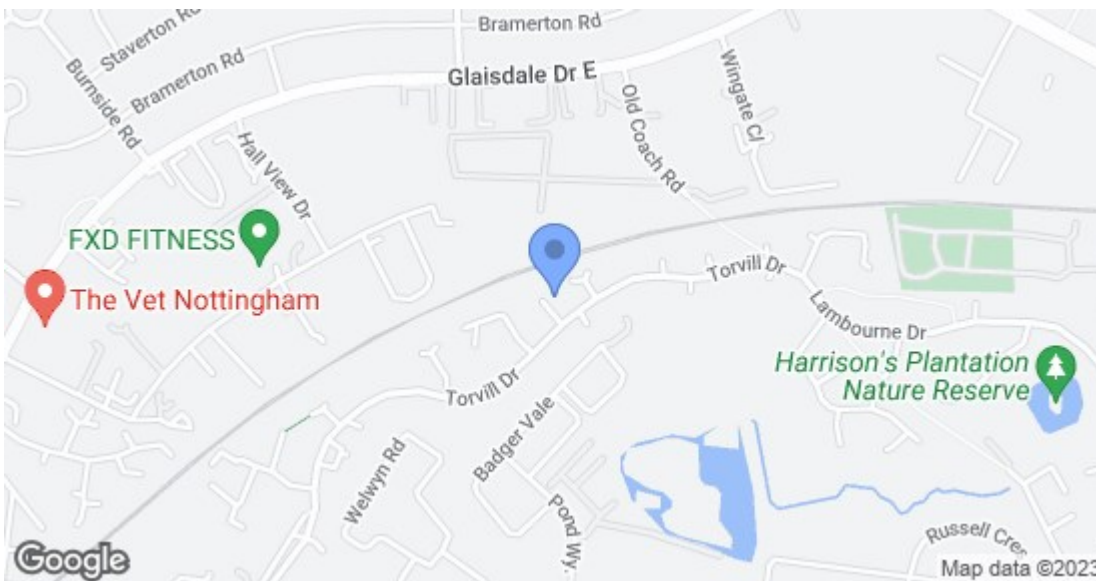 Bramerton Rd
Staverton Rd
Bramerton Rd
Burnside Rd
Glaisdale Dr E
Wingate Cl
Old Coach Rd
Hall View Dr
FXD FITNESS
The Vet Nottingham
Torvill Dr
Lambourne Dr
Harrison's Plantation
Nature Reserve
Torvill Dr
Badger Vale
Welwyn Rd
Pond Wy.
Russell Cres
Google
Map data ©2023